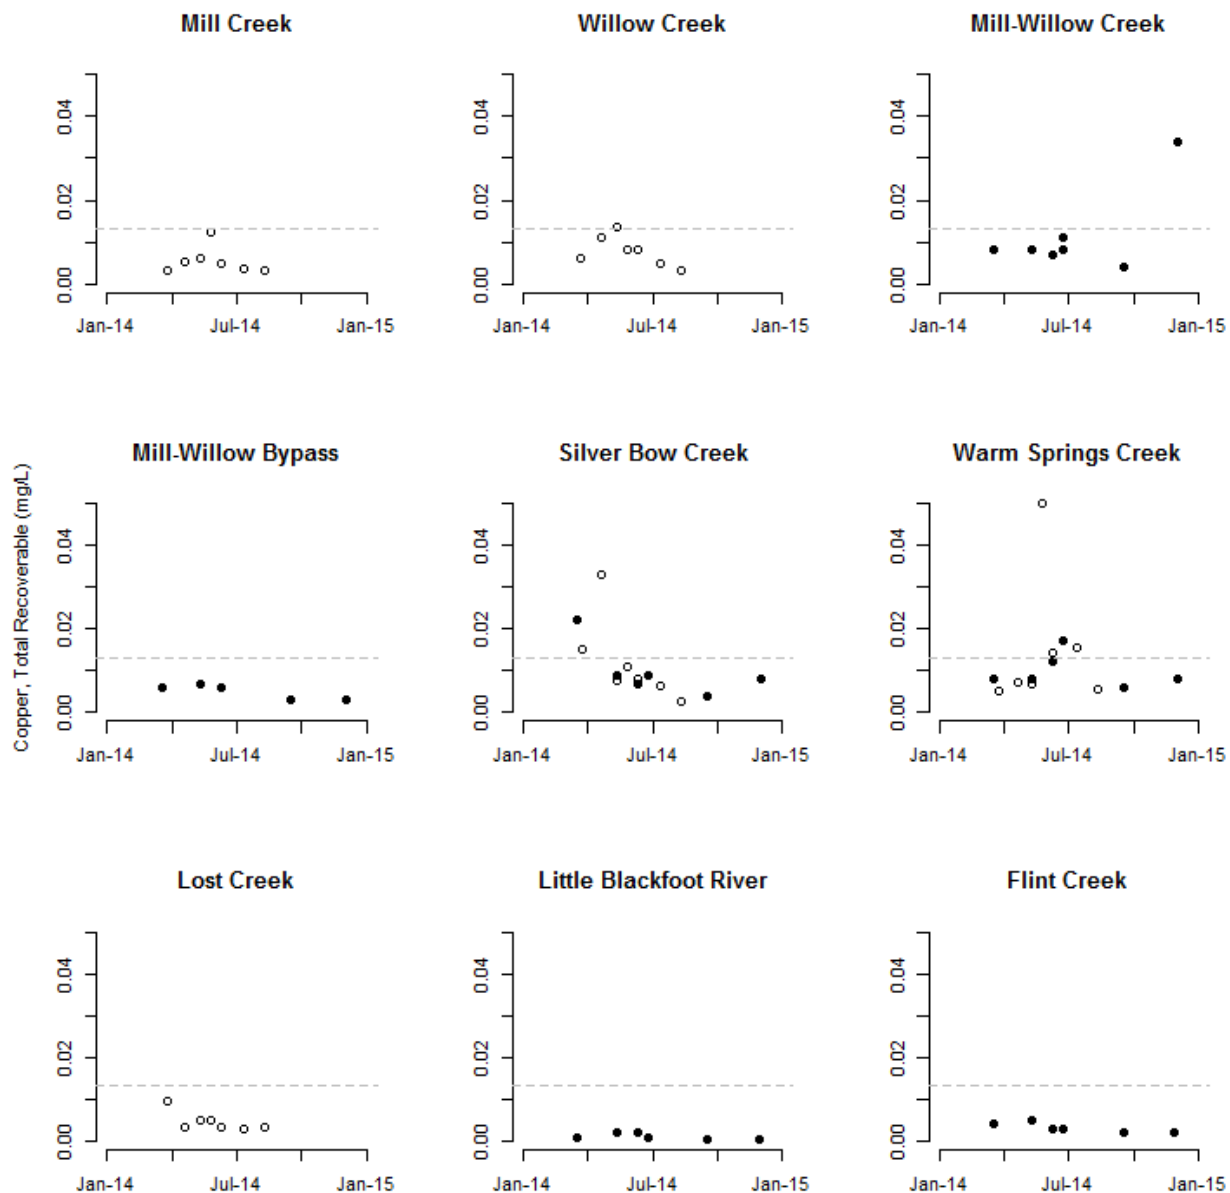 Mill Creek Willow Creek Mill-Willow Creek
0.04 0.04 0.04
0.02 0.02 0.02
0.00 0.00 0.00
Jan-14 Jul-14 Jan-15 Jan-14 Jul-14 Jan-15 Jan-14 Jul-14 Jan-15
Copper, Total Recoverable (mg/L)
Mill-Willow Bypass Silver Bow Creek Warm Springs Creek
0.04 0.04 0.04
0.02 0.02 0.02
0.00 0.00 0.00
Jan-14 Jul-14 Jan-15 Jan-14 Jul-14 Jan-15 Jan-14 Jul-14 Jan-15
Lost Creek Little Blackfoot River Flint Creek
0.04 0.04 0.04
0.02 0.02 0.02
0.00 0.00 0.00
Jan-14 Jul-14 Jan-15 Jan-14 Jul-14 Jan-15 Jan-14 Jul-14 Jan-15